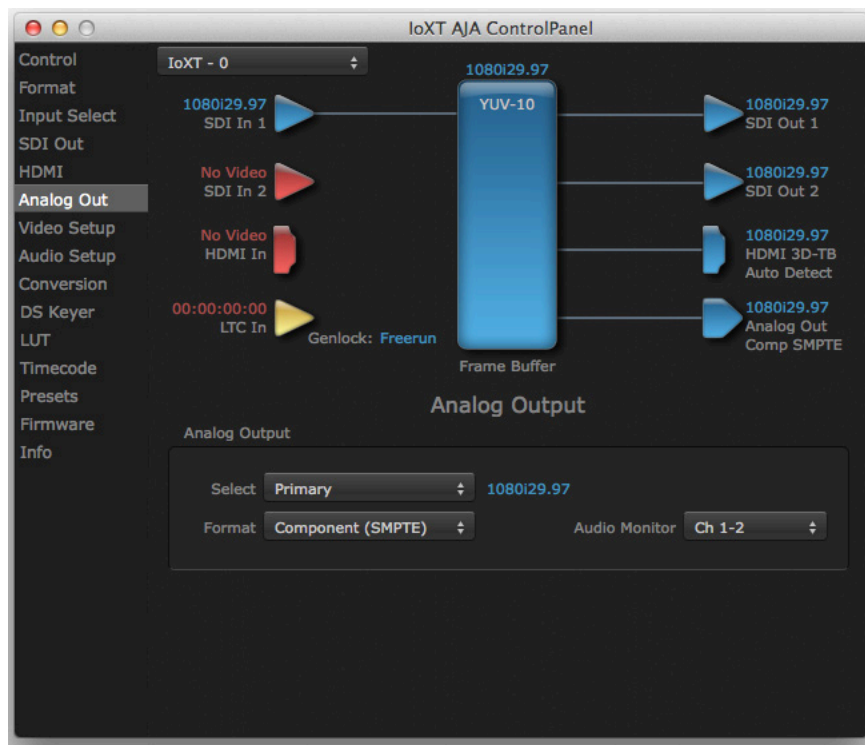 IoXT AJA ControlPanel
Control
Format
Input Select
SDI Out
HDMI
Analog Out
Video Setup
Audio Setup
Conversion
DS Keyer
LUT
Timecode
Presets
Firmware
Info
IoXT - 0
1080i29.97
YUV-10
1080i29.97
SDI In 1
No Video
SDI In 2
No Video
HDMI In
00:00:00:00
LTC In
Genlock: Freerun
Frame Buffer
1080i29.97
SDI Out 1
1080i29.97
SDI Out 2
1080i29.97
HDMI 3D-TB
Auto Detect
1080i29.97
Analog Out
Comp SMPTE
Analog Output
Analog Output
Select Primary 1080i29.97
Format Component (SMPTE) Audio Monitor Ch 1-2